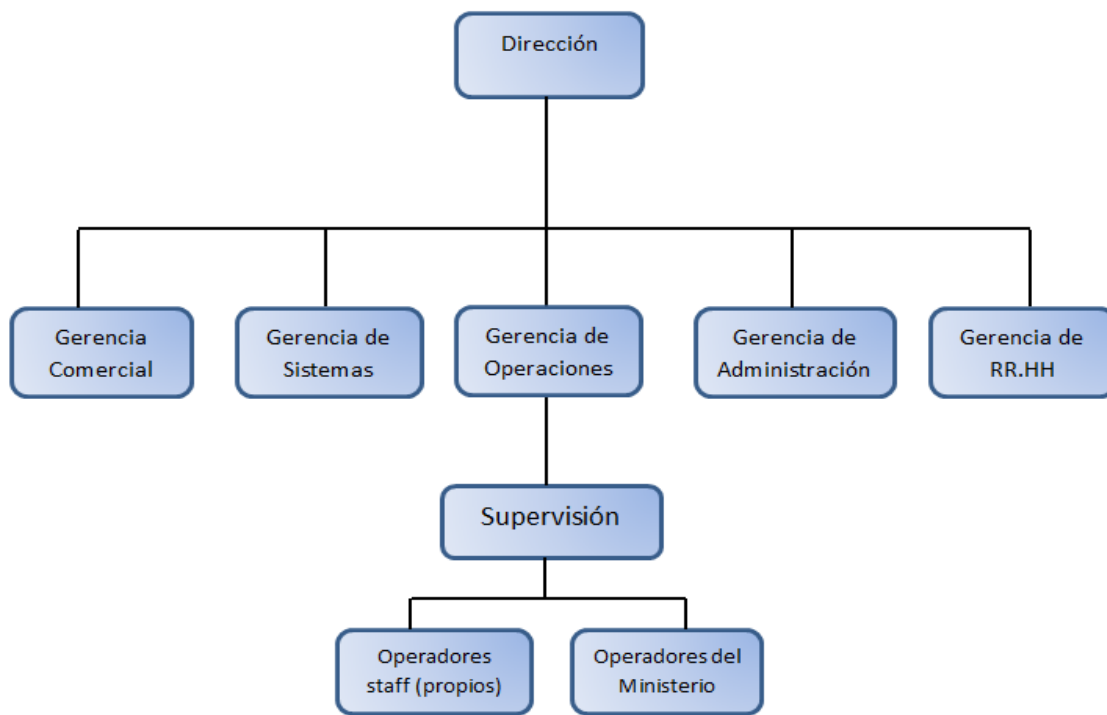 Dirección
Gerencia
Comercial
Gerencia de
Sistemas
Gerencia de
Operaciones
Gerencia de
Administración
Gerencia de
RR.HH
Supervisión
Operadores
staff (propios)
Operadores del
Ministerio